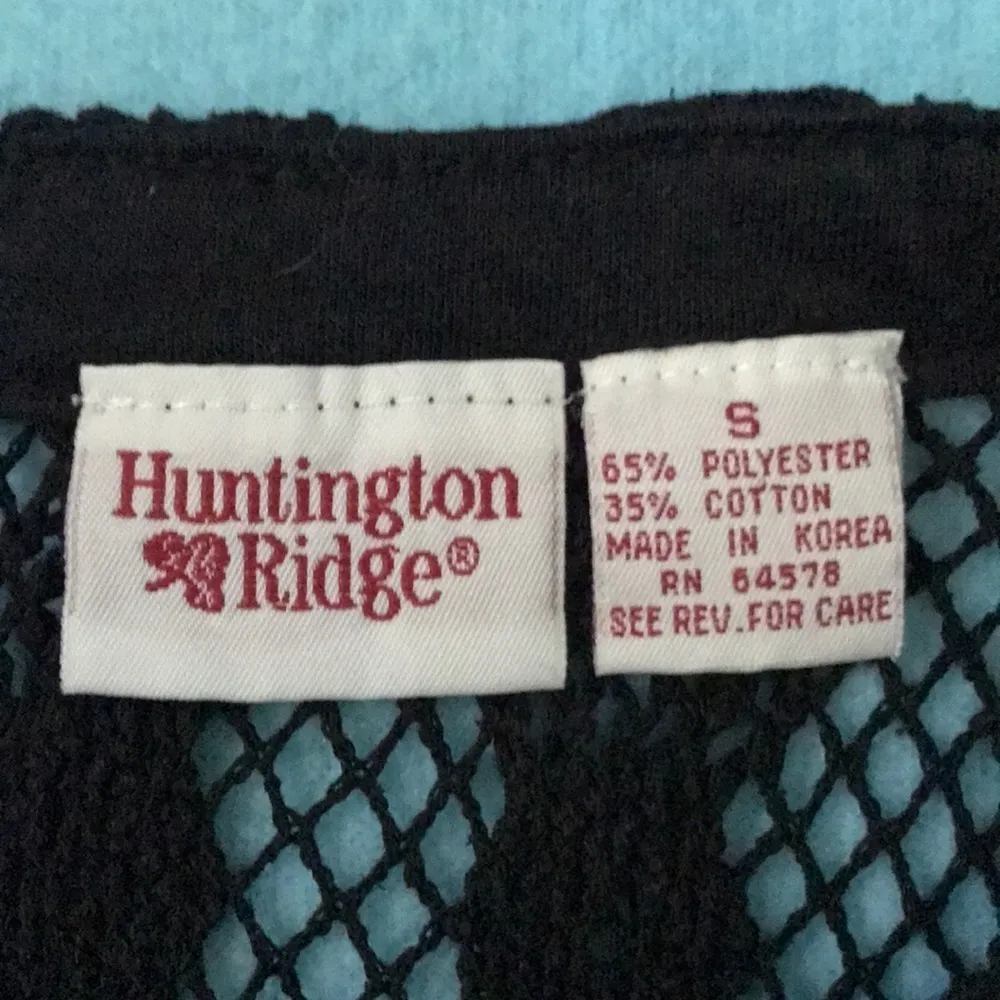 Huntington
Ridge®
S
65% POLYESTER
35% COTTON
MADE IN KOREA
RN 64578
SEE REV.FOR CARE